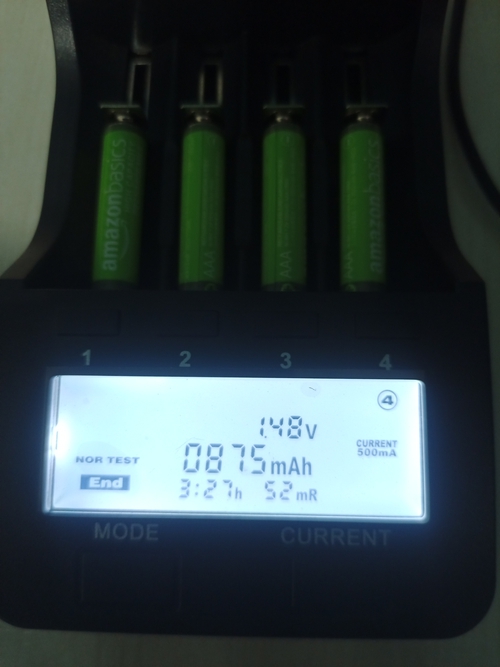 amazonbasics
AAA
AAA
AAA
amazonbasics
1 2 3 4
4
1.48V
NOR TEST
0875mAh
CURRENT
500mA
End
3:27h 52mR
MODE CURRENT